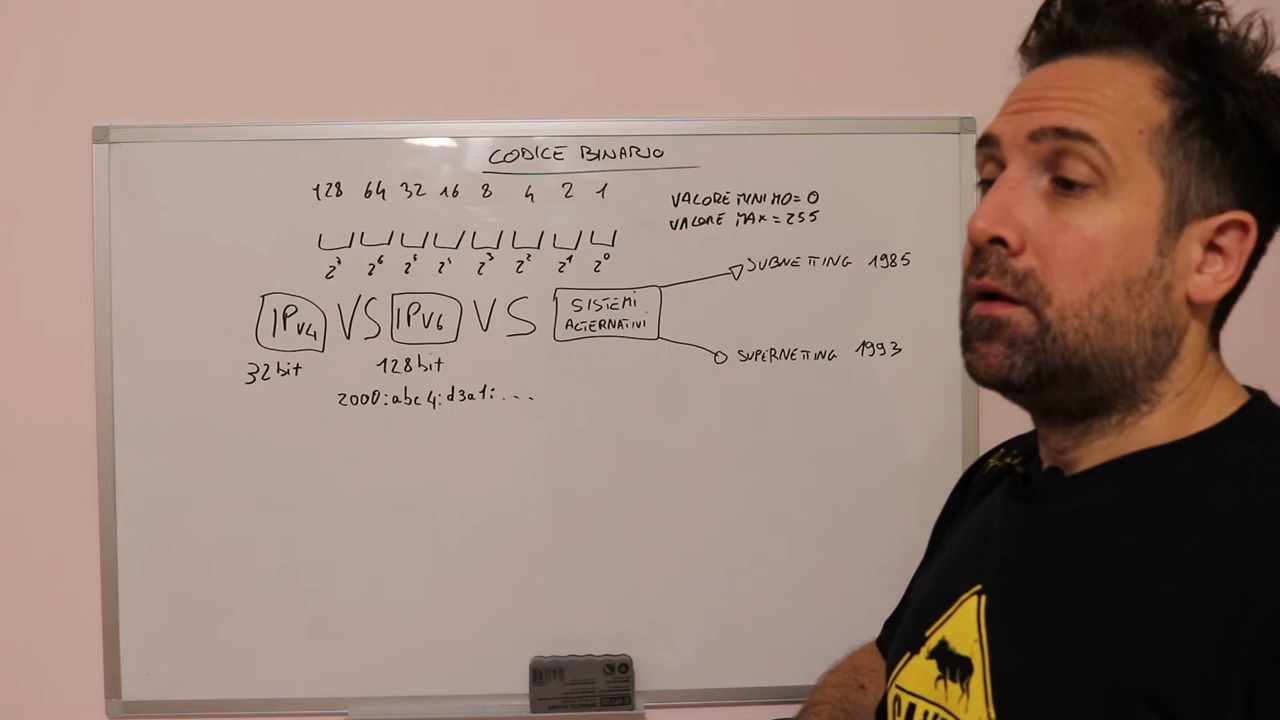 CODICE BINARIO
128 64 32 16 8 4 2 1
VALORE MINIMO = 0
VALORE MAX = 255
2⁷ 2⁶ 2⁵ 2⁴ 2³ 2² 2¹ 2⁰
SUBNETTING 1985
IPv4 VS IPv6 VS SISTEMI
ALTERNATIVI
SUPERNETTING 1993
32 bit
128 bit
2000:abc4:d3a1:...